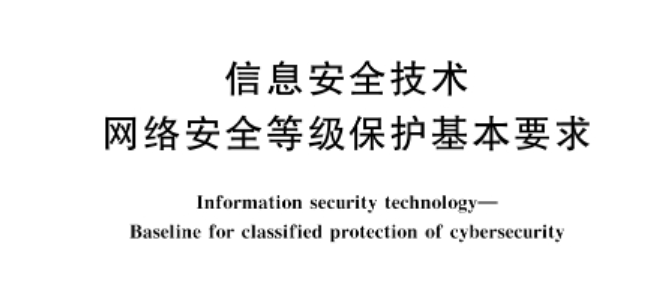 信息安全技术
网络安全等级保护基本要求
Information security technology—
Baseline for classified protection of cybersecurity